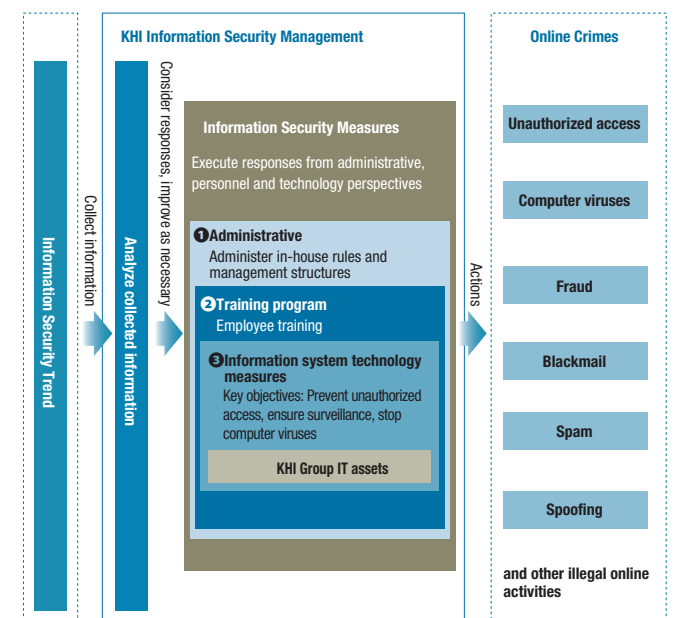 KHI Information Security Management
Online Crimes
Information Security Trend
Collect information
Analyze collected information
Consider responses, improve as necessary
Information Security Measures
Execute responses from administrative,
personnel and technology perspectives
❶Administrative
Administer in-house rules and
management structures
❷Training program
Employee training
❸Information system technology
measures
Key objectives: Prevent unauthorized
access, ensure surveillance, stop
computer viruses
KHI Group IT assets
Actions
Unauthorized access
Computer viruses
Fraud
Blackmail
Spam
Spoofing
and other illegal online
activities